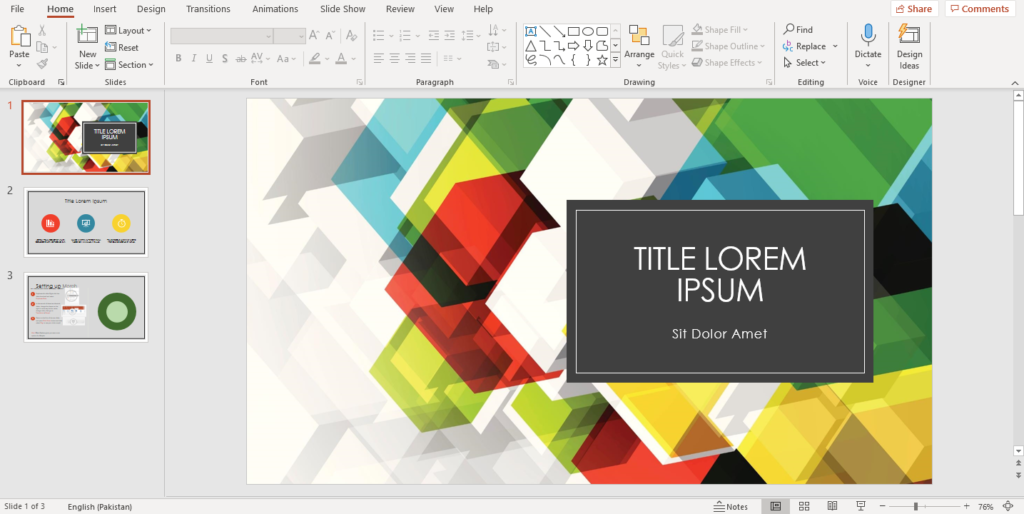 File Home Insert Design Transitions Animations Slide Show Review View Help Share Comments
Paste
Clipboard
New Slide
Layout
Reset
Section
Slides
B I U S ab AV Aa A
A A A
Font
Paragraph
A
Arrange
Quick Styles
Shape Fill
Shape Outline
Shape Effects
Drawing
Find
Replace
Select
Editing
Dictate
Voice
Design Ideas
Designer
1
TITLE LOREM
IPSUM
2
Title Lorem Ipsum
3
Setting up
TITLE LOREM
IPSUM
Sit Dolor Amet
Slide 1 of 3 English (Pakistan) Notes 76%